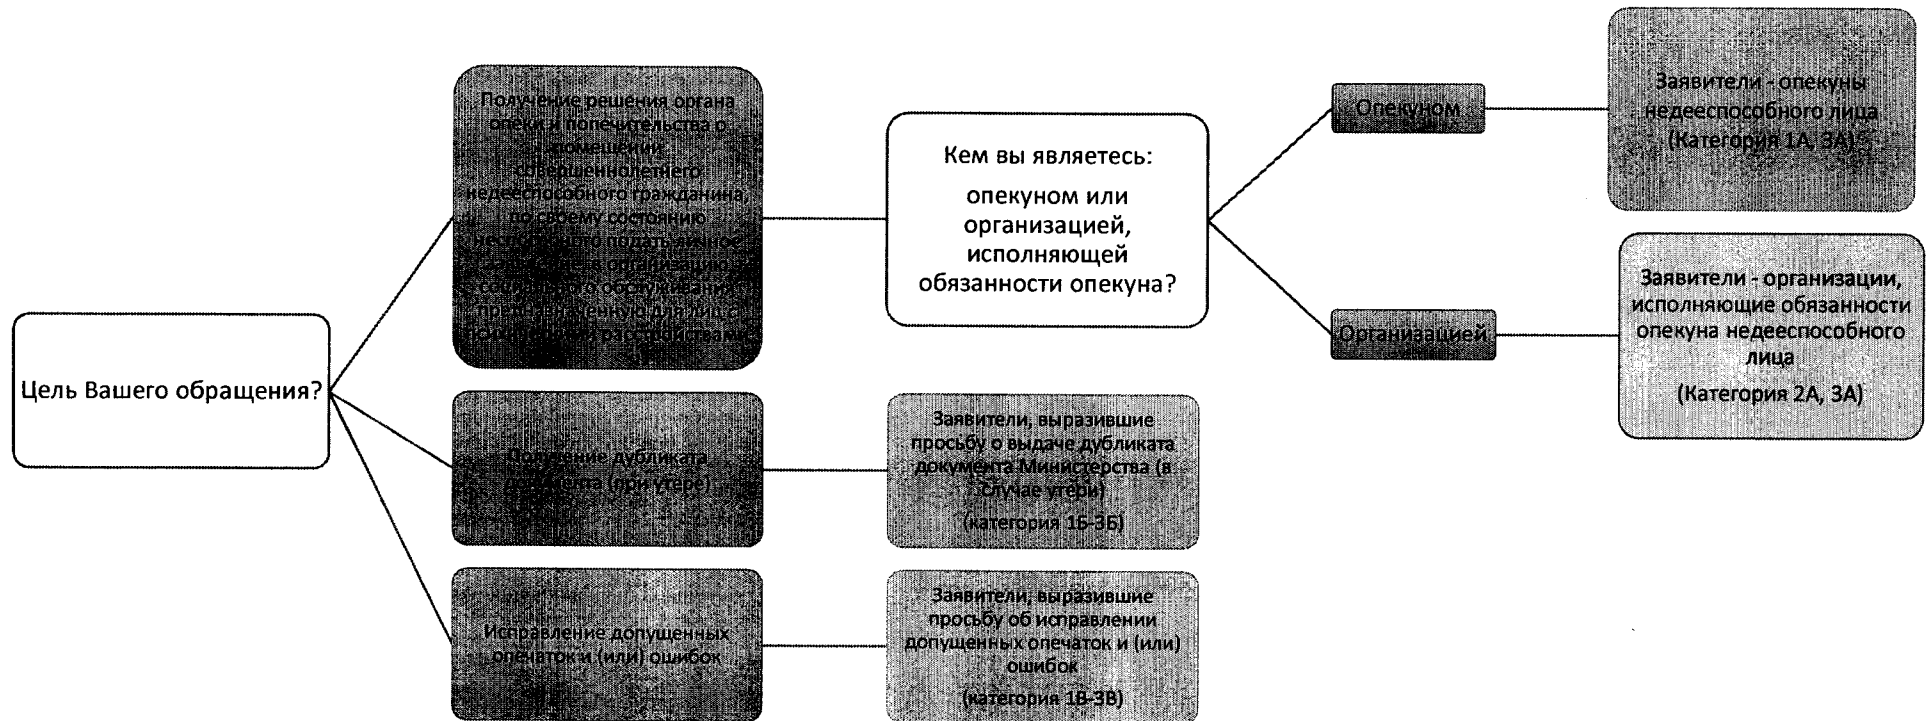 Цель Вашего обращения?
Получение решения органа
опеки и попечительства о
помещении
совершеннолетнего
недееспособного гражданина,
по своему состоянию
подать личное
в организацию
социального обслуживания,
предназначенную для лиц с
расстройствами
Получение дубликата
документа (при утере)
Исправление допущенных
опечаток и (или) ошибок
Кем вы являетесь:
опекуном или
организацией,
исполняющей
обязанности опекуна?
Заявители, выразившие
просьбу о выдаче дубликата
документа Министерства (в
случае утери)
(категория 1Б-3Б)
Заявители, выразившие
просьбу об исправлении
допущенных опечаток и (или)
ошибок
(категория 1В-3В)
Опекуном
Организацией
Заявители - опекуны
недееспособного лица
(Категория 1А, 3А)
Заявители - организации,
исполняющие обязанности
опекуна недееспособного
лица
(Категория 2А, 3А)